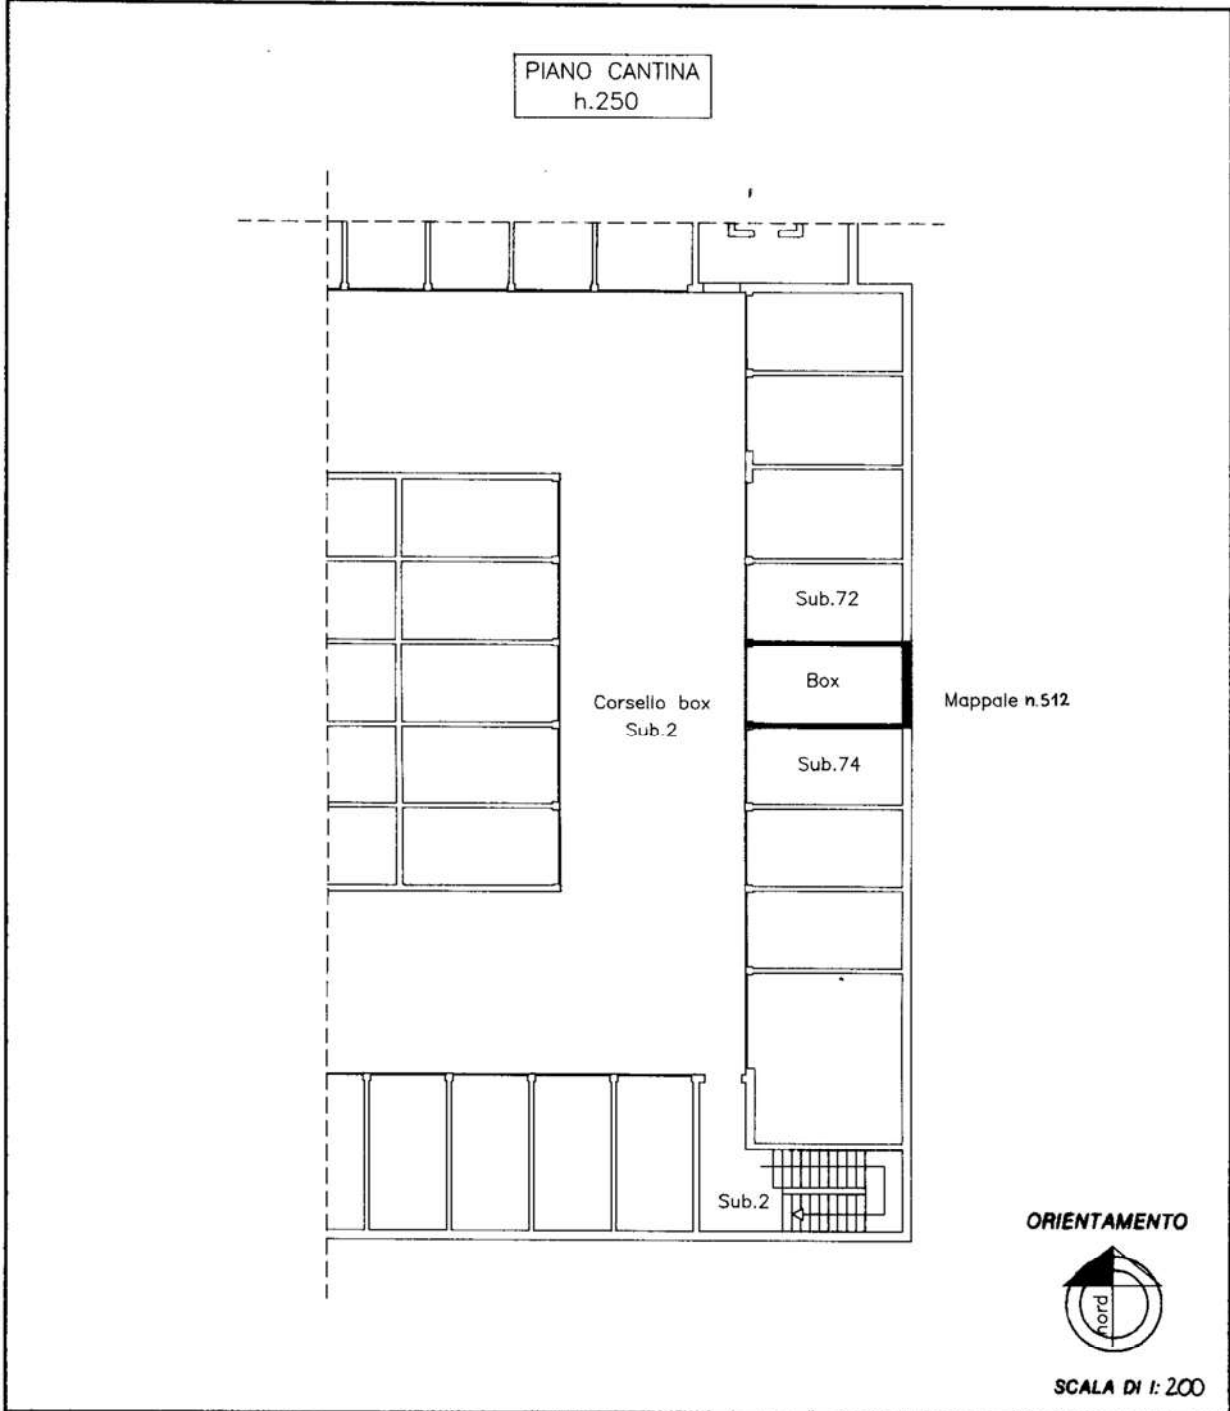 PIANO CANTINA
h.250
Sub.72
Box
Corsello box
Sub.2
Mappale n.512
Sub.74
Sub.2
ORIENTAMENTO
nord
SCALA DI 1:200